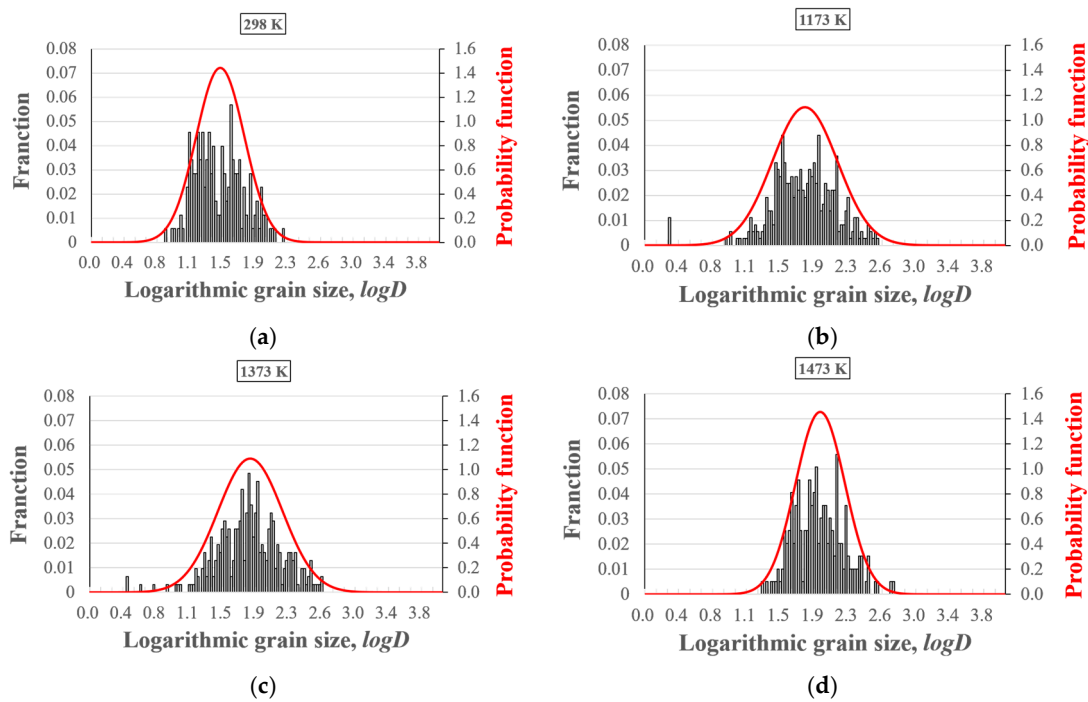 298 K
0.08 0.07 0.06 0.05 0.04 0.03 0.02 0.01 0
Franction
1.6 1.4 1.2 1.0 0.8 0.6 0.4 0.2 0.0
Probability function
0.0 0.4 0.8 1.1 1.5 1.9 2.3 2.6 3.0 3.4 3.8
Logarithmic grain size, logD
(a)
1173 K
0.08 0.07 0.06 0.05 0.04 0.03 0.02 0.01 0
Franction
1.6 1.4 1.2 1.0 0.8 0.6 0.4 0.2 0.0
Probability function
0.0 0.4 0.8 1.1 1.5 1.9 2.3 2.6 3.0 3.4 3.8
Logarithmic grain size, logD
(b)
1373 K
0.08 0.07 0.06 0.05 0.04 0.03 0.02 0.01 0
Franction
1.6 1.4 1.2 1.0 0.8 0.6 0.4 0.2 0.0
Probability function
0.0 0.4 0.8 1.1 1.5 1.9 2.3 2.6 3.0 3.4 3.8
Logarithmic grain size, logD
(c)
1473 K
0.08 0.07 0.06 0.05 0.04 0.03 0.02 0.01 0
Franction
1.6 1.4 1.2 1.0 0.8 0.6 0.4 0.2 0.0
Probability function
0.0 0.4 0.8 1.1 1.5 1.9 2.3 2.6 3.0 3.4 3.8
Logarithmic grain size, logD
(d)